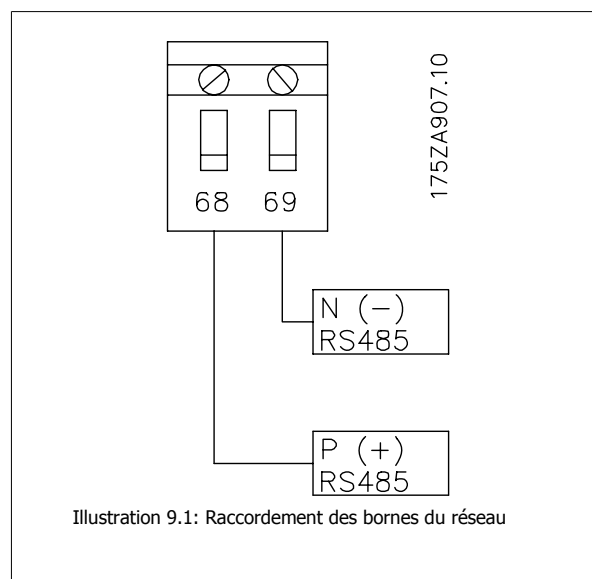 175ZA907.10
68 69
N (-)
RS485
P (+)
RS485
Illustration 9.1: Raccordement des bornes du réseau